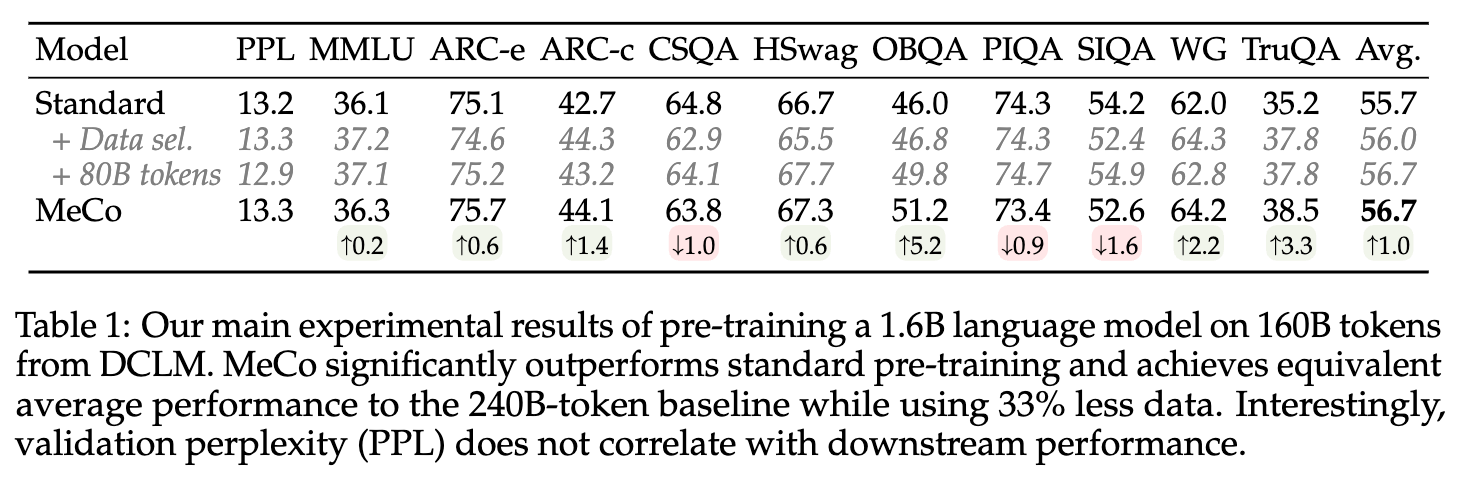 Model PPL MMLU ARC-e ARC-c CSQA HSwag OBQA PIQA SIQA WG TruQA Avg.
Standard 13.2 36.1 75.1 42.7 64.8 66.7 46.0 74.3 54.2 62.0 35.2 55.7
+ Data sel. 13.3 37.2 74.6 44.3 62.9 65.5 46.8 74.3 52.4 64.3 37.8 56.0
+ 80B tokens 12.9 37.1 75.2 43.2 64.1 67.7 49.8 74.7 54.9 62.8 37.8 56.7
MeCo 13.3 36.3 75.7 44.1 63.8 67.3 51.2 73.4 52.6 64.2 38.5 56.7
↑0.2 ↑0.6 ↑1.4 ↓1.0 ↑0.6 ↑5.2 ↓0.9 ↓1.6 ↑2.2 ↑3.3 ↑1.0
Table 1: Our main experimental results of pre-training a 1.6B language model on 160B tokens
from DCLM. MeCo significantly outperforms standard pre-training and achieves equivalent
average performance to the 240B-token baseline while using 33% less data. Interestingly,
validation perplexity (PPL) does not correlate with downstream performance.